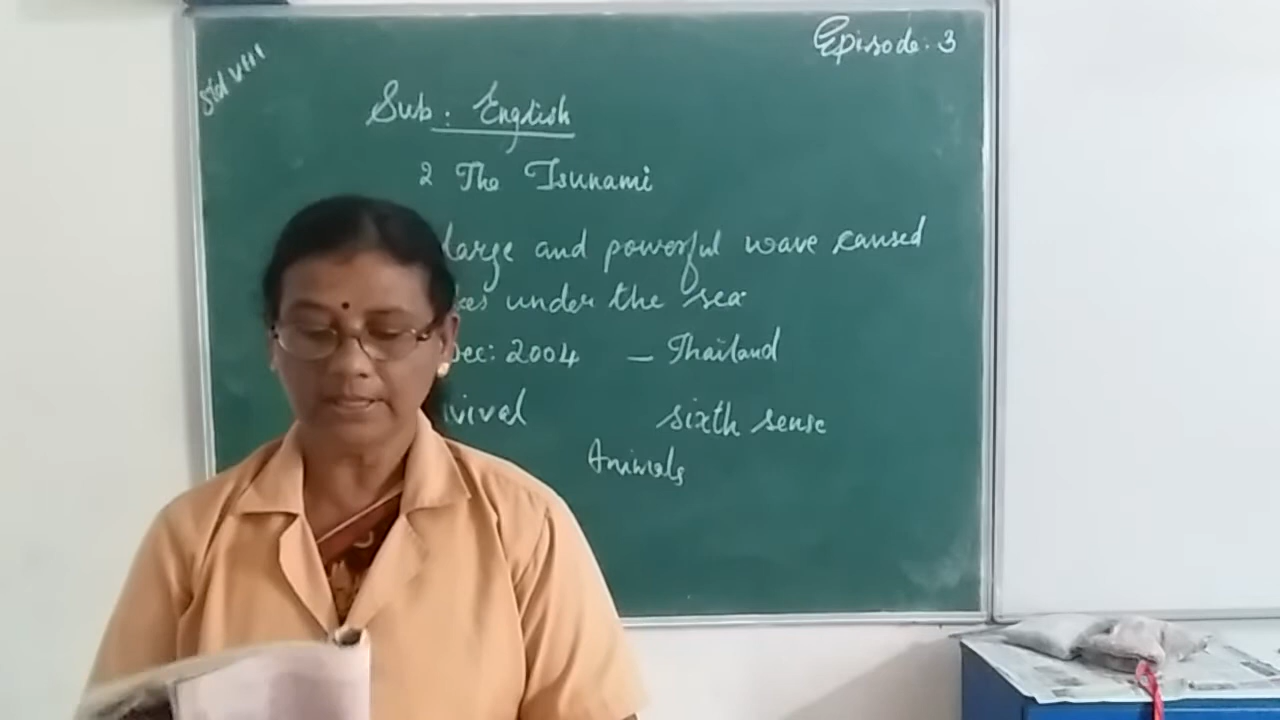 Episode: 3
Std VIII
Sub: English
2 The Tsunami
large and powerful wave caused
under the sea
Dec: 2004 - Thailand
sixth sense
Animals